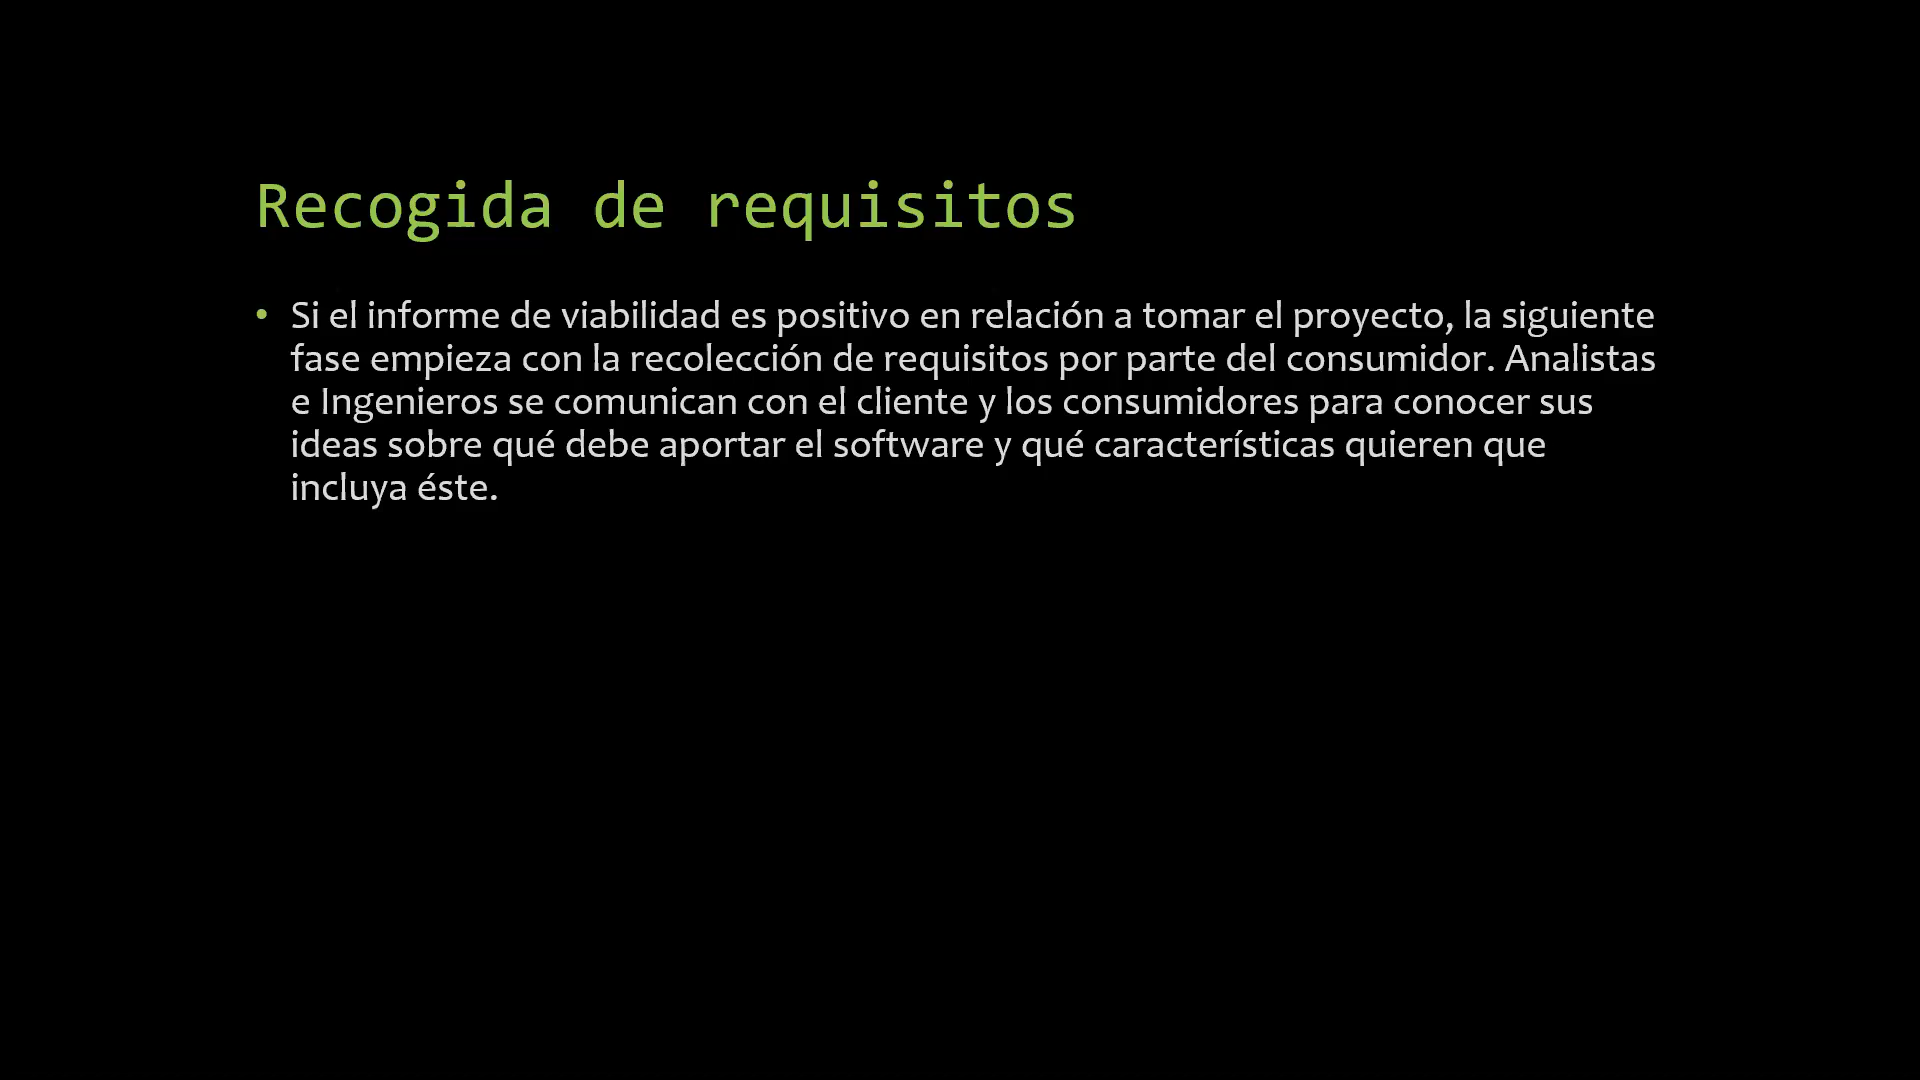 Recogida de requisitos
• Si el informe de viabilidad es positivo en relación a tomar el proyecto, la siguiente
fase empieza con la recolección de requisitos por parte del consumidor. Analistas
e Ingenieros se comunican con el cliente y los consumidores para conocer sus
ideas sobre qué debe aportar el software y qué características quieren que
incluya éste.